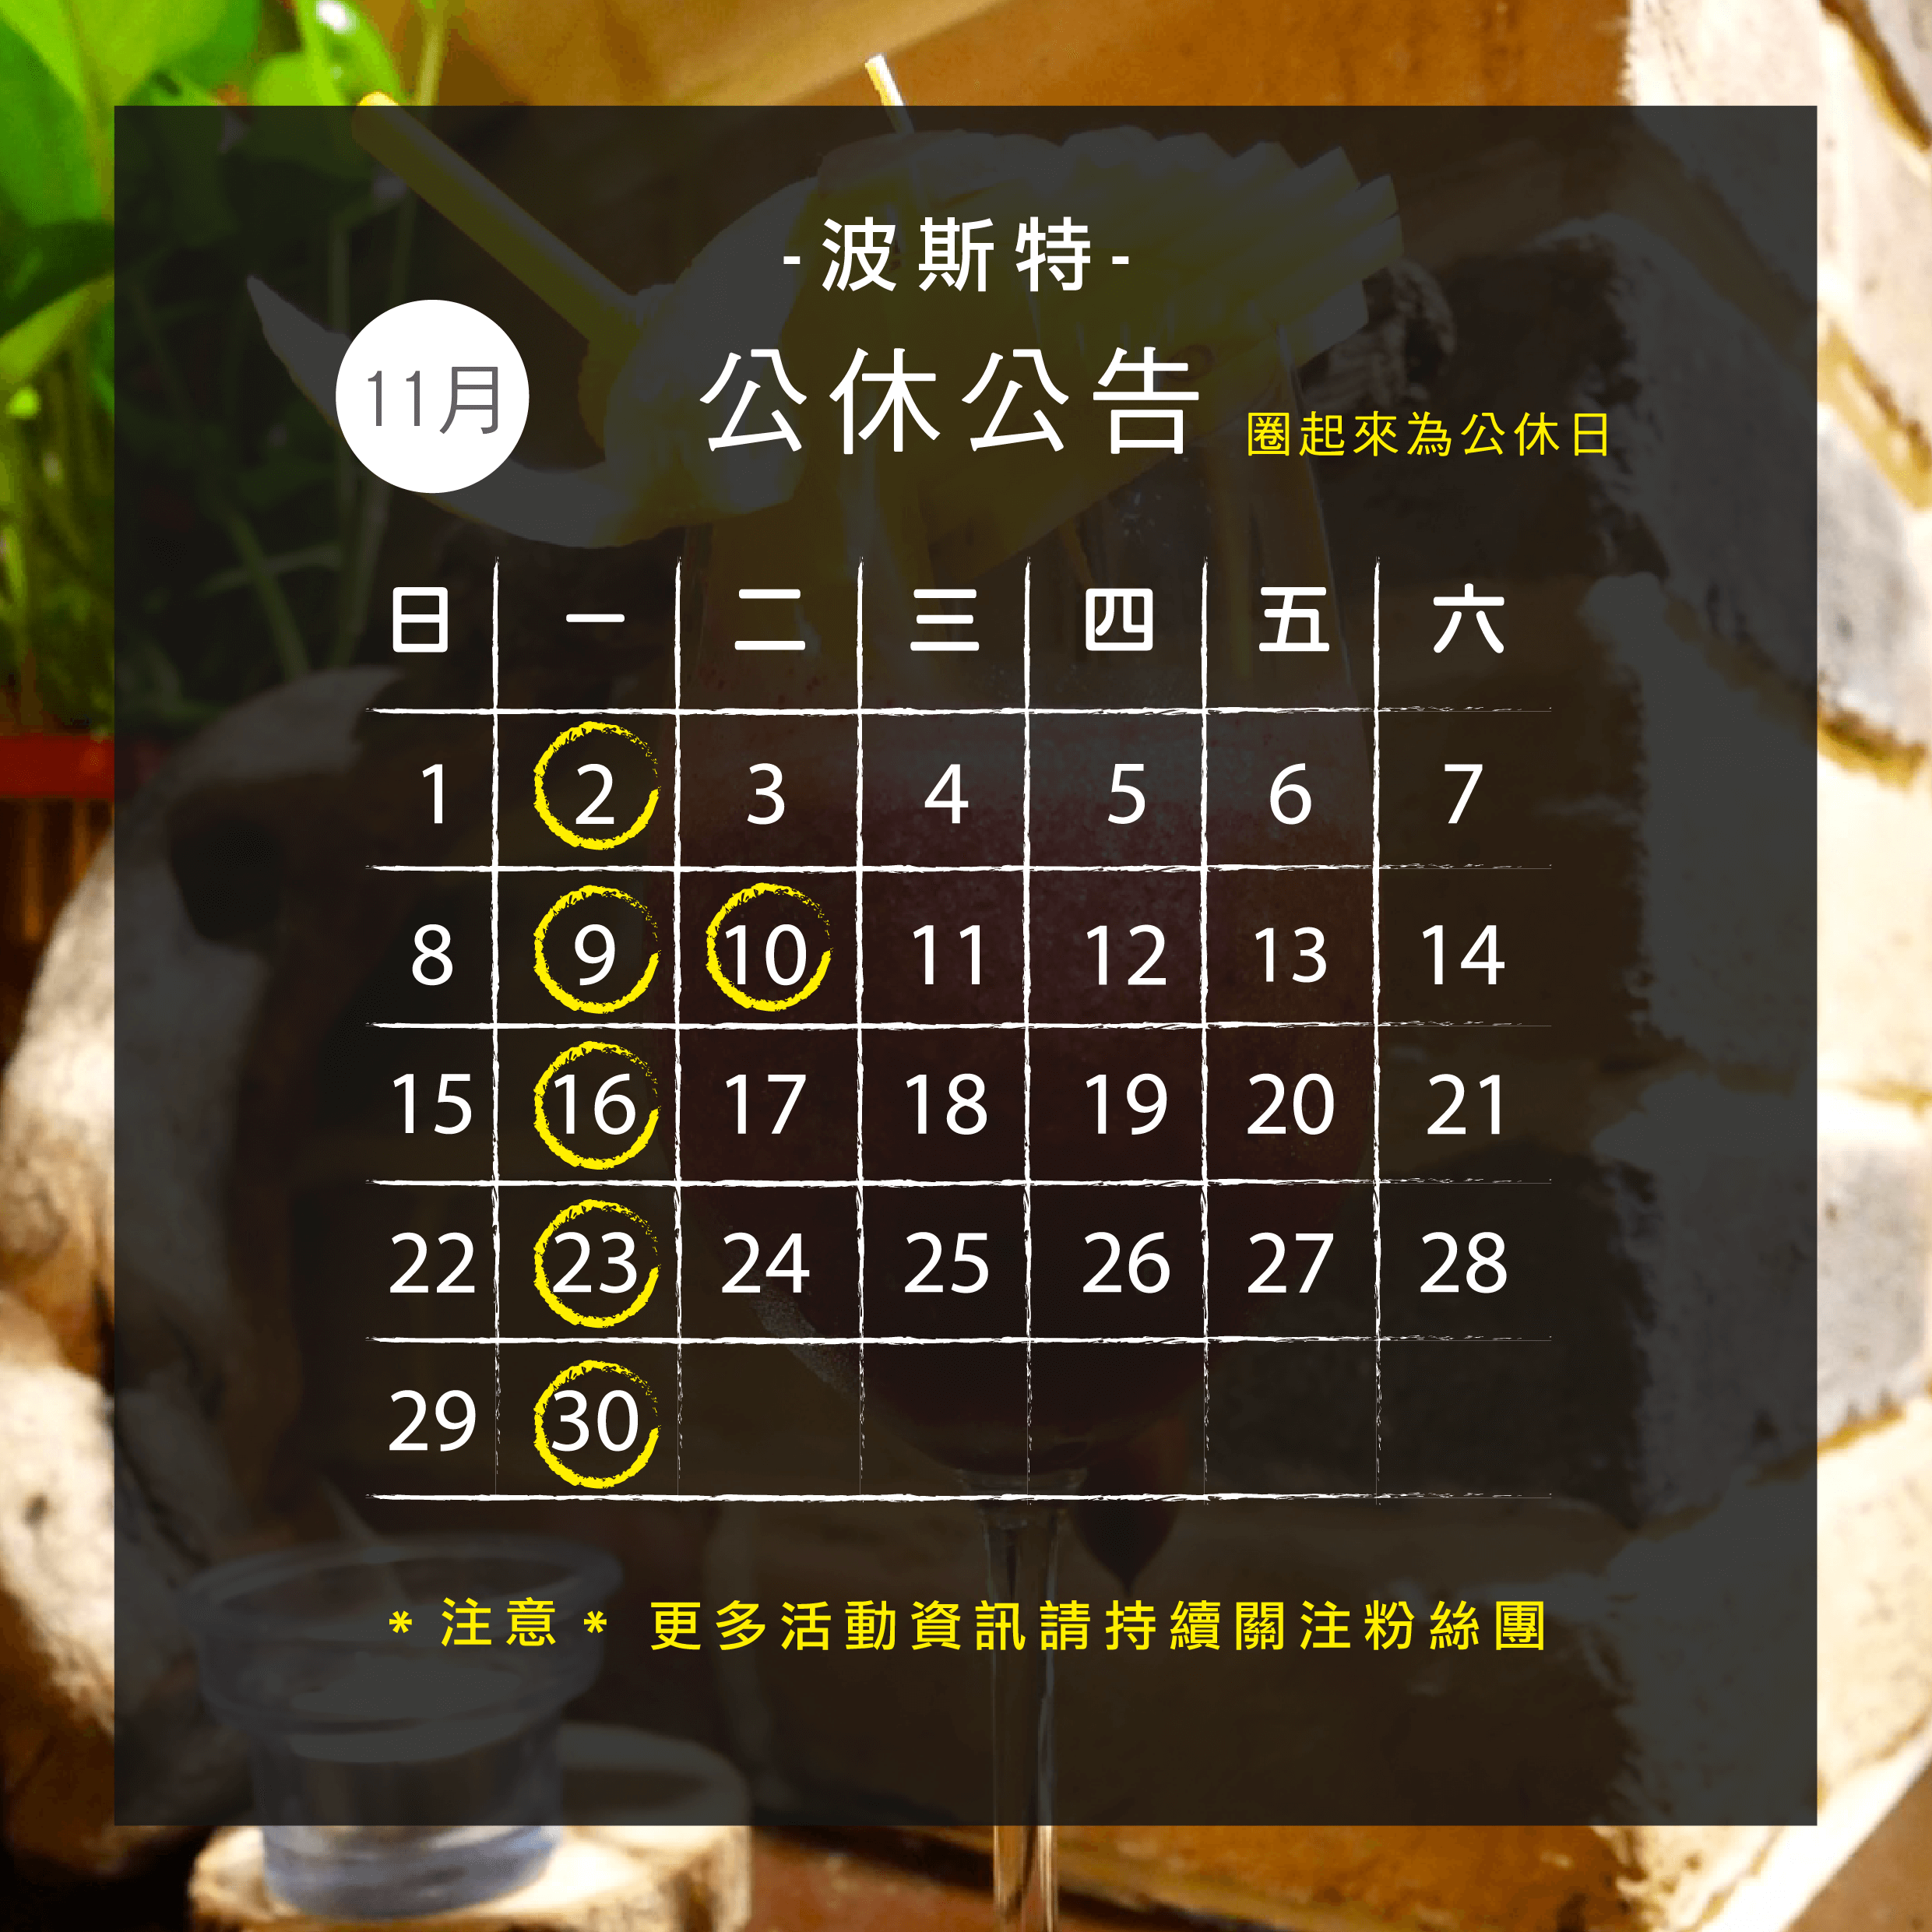 -波斯特-
11月
公休公告
圈起來為公休日
日 一 二 三 四 五 六
1 2 3 4 5 6 7
8 9 10 11 12 13 14
15 16 17 18 19 20 21
22 23 24 25 26 27 28
29 30
* 注意 * 更多活動資訊請持續關注粉絲團